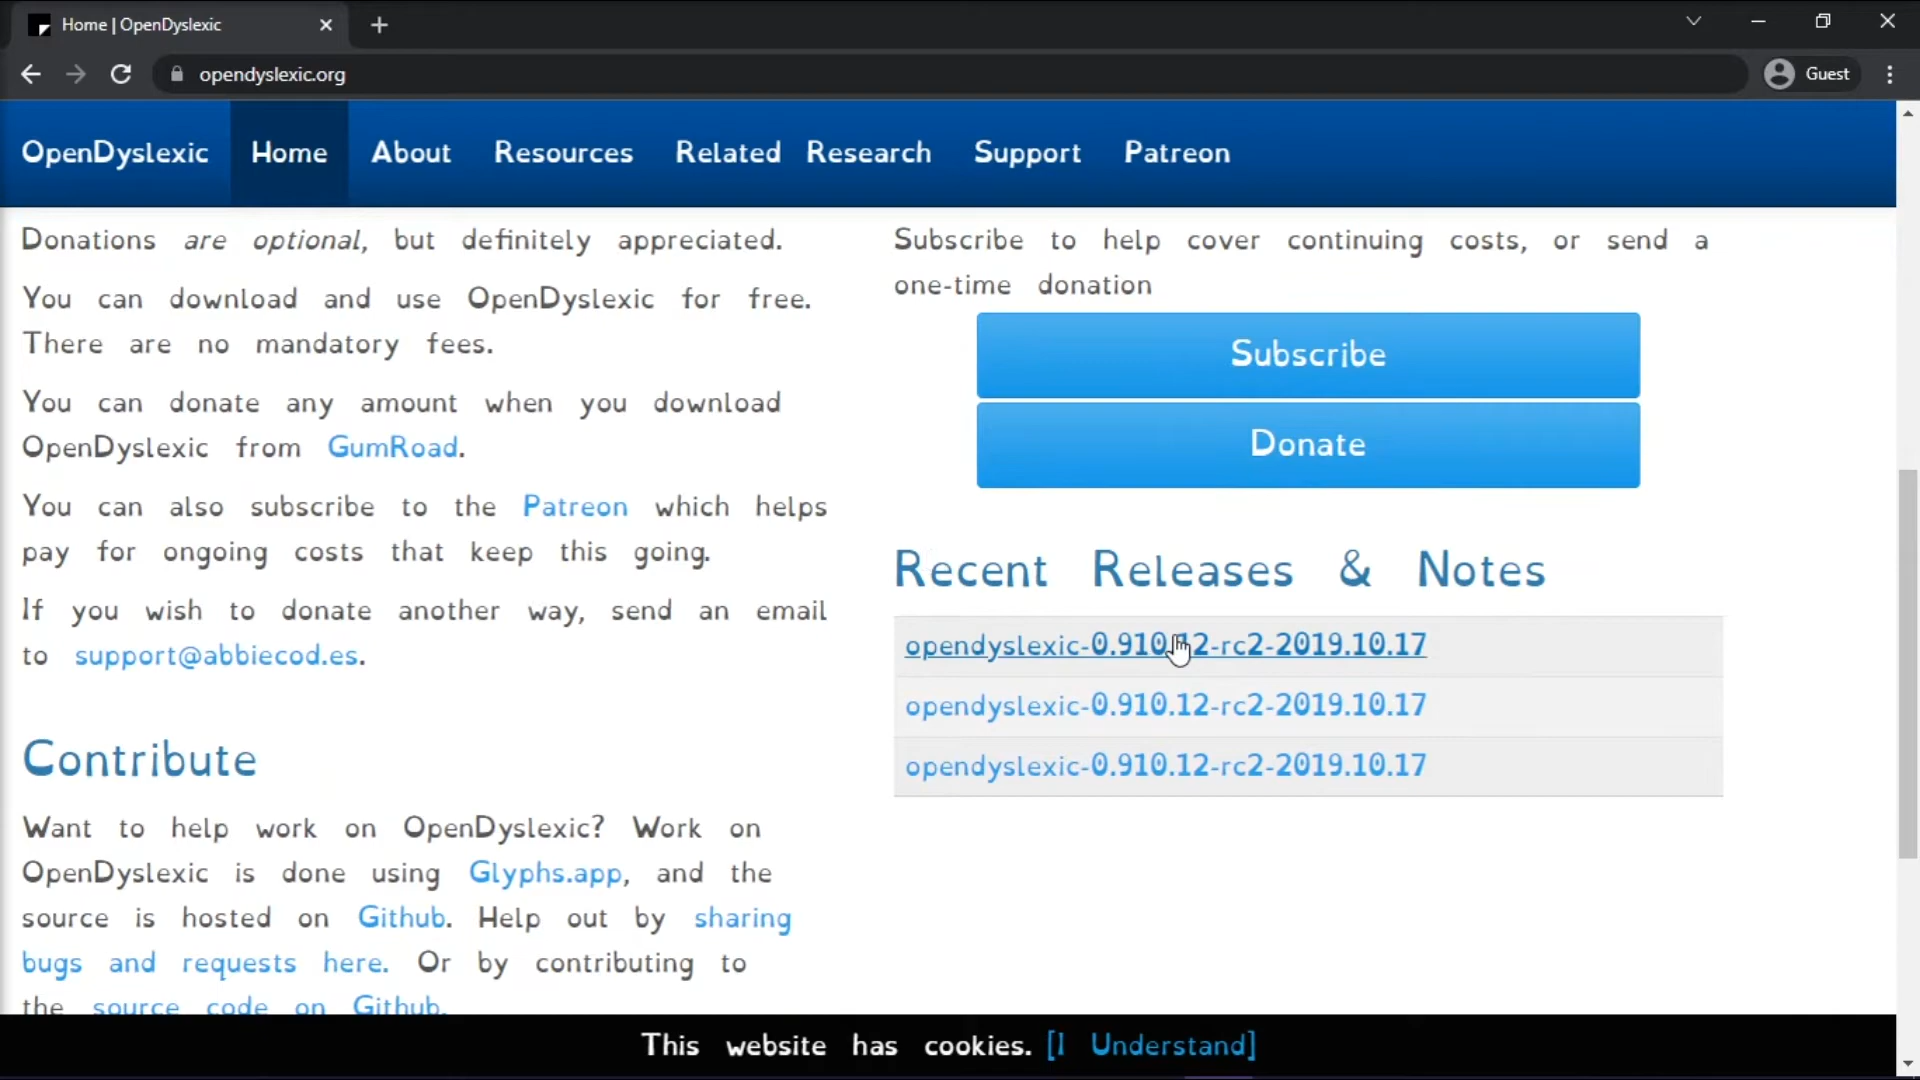 Home | OpenDyslexic
opendyslexic.org
Guest
OpenDyslexic Home About Resources Related Research Support Patreon
Donations are optional, but definitely appreciated.
You can download and use OpenDyslexic for free.
There are no mandatory fees.
You can donate any amount when you download
OpenDyslexic from GumRoad.
You can also subscribe to the Patreon which helps
pay for ongoing costs that keep this going.
If you wish to donate another way, send an email
to support@abbiecod.es.
Contribute
Want to help work on OpenDyslexic? Work on
OpenDyslexic is done using Glyphs.app, and the
source is hosted on Github. Help out by sharing
bugs and requests here. Or by contributing to
the source code on Github.
Subscribe to help cover continuing costs, or send a
one-time donation
Subscribe
Donate
Recent Releases & Notes
opendyslexic-0.910.12-rc2-2019.10.17
opendyslexic-0.910.12-rc2-2019.10.17
opendyslexic-0.910.12-rc2-2019.10.17
This website has cookies. [I Understand]